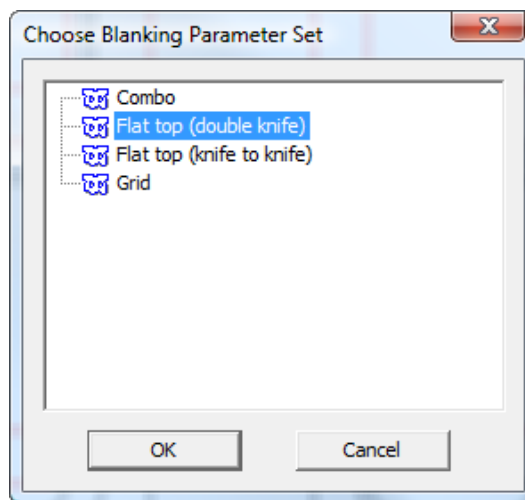 Choose Blanking Parameter Set
Combo
Flat top (double knife)
Flat top (knife to knife)
Grid
OK
Cancel